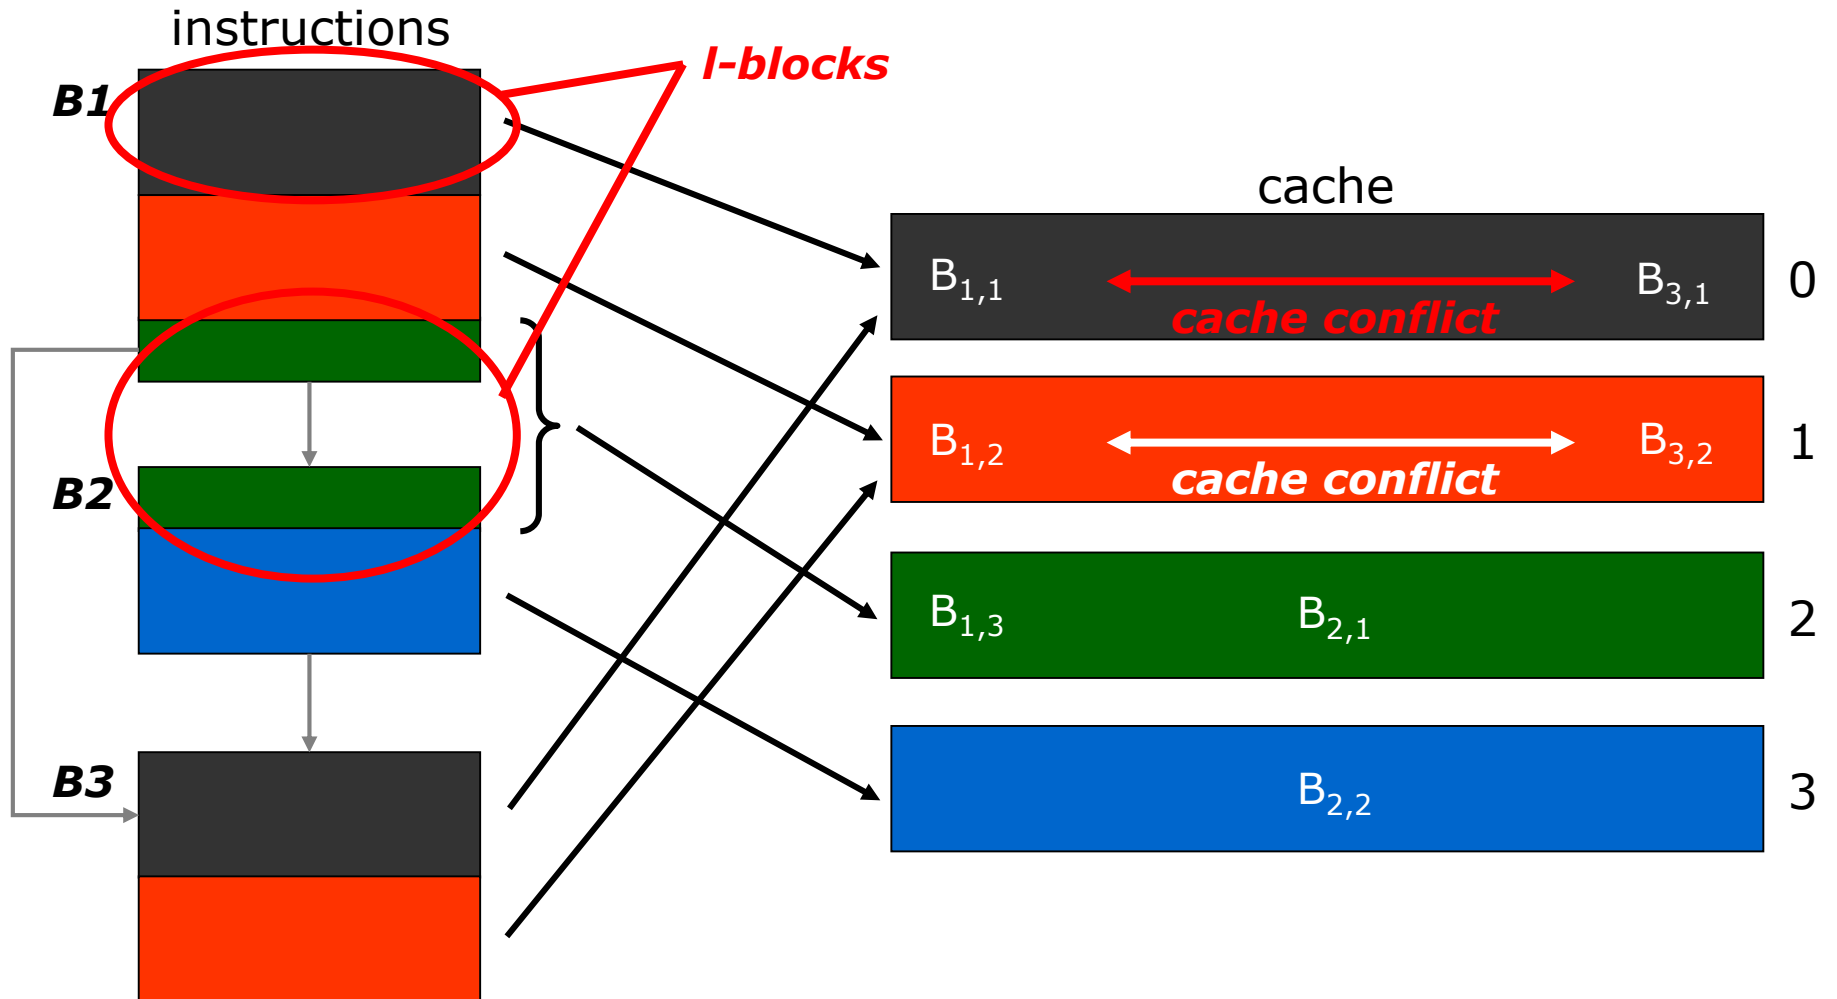 instructions
l-blocks
B1
cache
B1,1
B3,1
0
cache conflict
B1,2
B3,2
1
cache conflict
B2
B1,3
B2,1
2
B3
B2,2
3